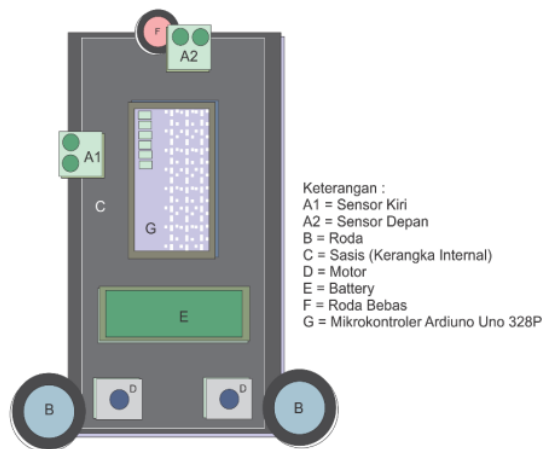 F
A2
A1
C
G
E
D
D
B
B
Keterangan :
A1 = Sensor Kiri
A2 = Sensor Depan
B = Roda
C = Sasis (Kerangka Internal)
D = Motor
E = Battery
F = Roda Bebas
G = Mikrokontroler Ardiuno Uno 328P